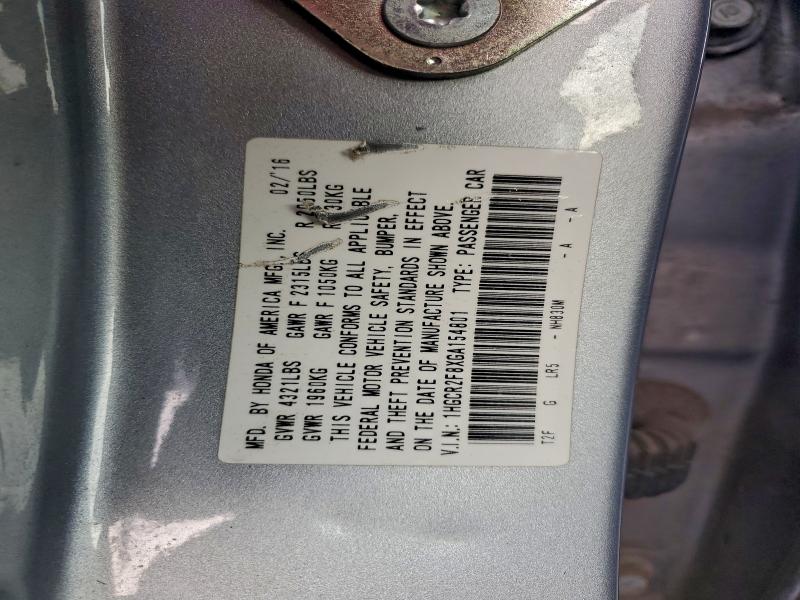 MFD. BY HONDA OF AMERICA MFG. INC. 02/'16
GVWR 4321LBS GAWR F 2315LBS R
GVWR 1960KG GAWR F 1050KG R
THIS VEHICLE CONFORMS TO ALL APPLICABLE
FEDERAL MOTOR VEHICLE SAFETY, BUMPER,
AND THEFT PREVENTION STANDARDS IN EFFECT
ON THE DATE OF MANUFACTURE SHOWN ABOVE.
V.I.N.: 1HGCR2F8XGA154801 TYPE: PASSENGER CAR
T2F G LR5 - NH830M - A - A